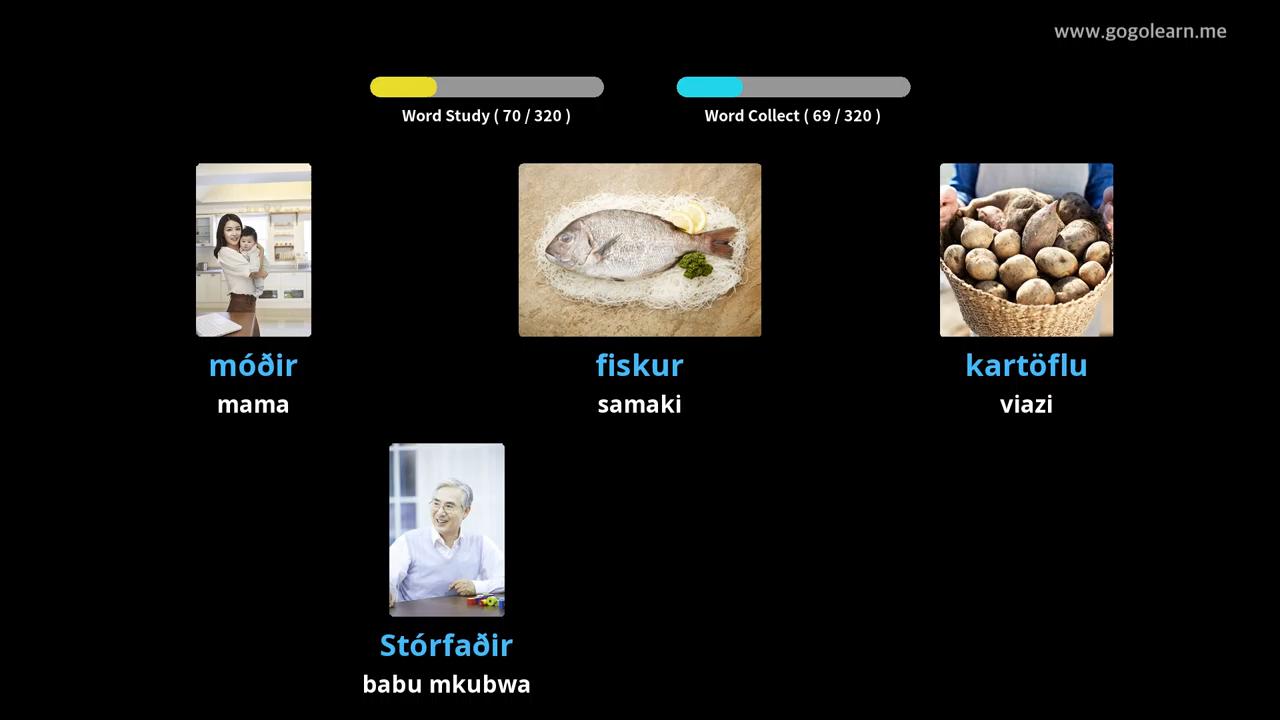 www.gogolearn.me
Word Study ( 70 / 320 )
Word Collect ( 69 / 320 )
móðir
mama
fiskur
samaki
kartöflu
viazi
Stórfaðir
babu mkubwa